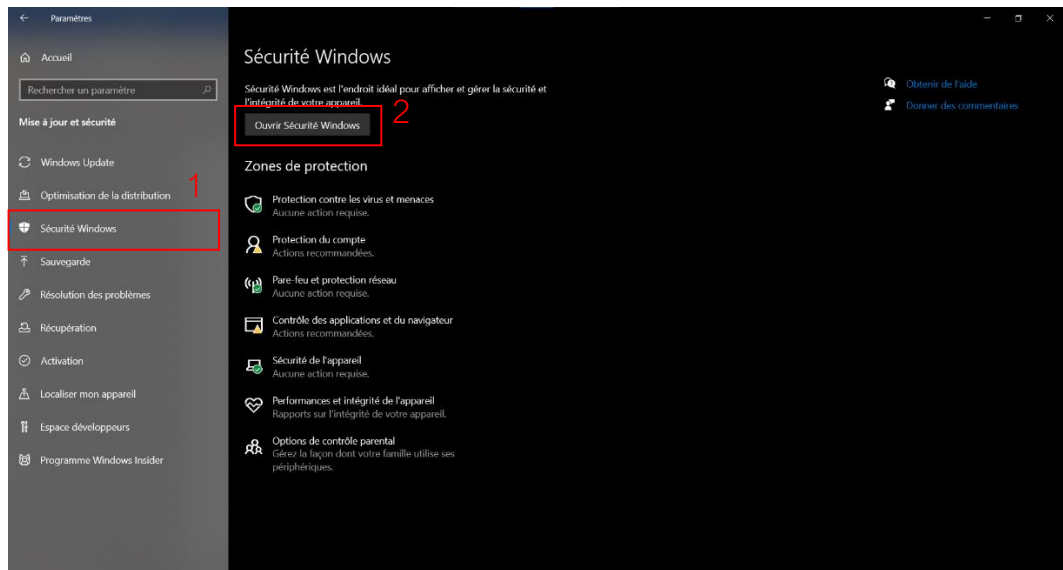 Paramètres
Accueil
Rechercher un paramètre
Mise à jour et sécurité
Windows Update
1
Optimisation de la distribution
Sécurité Windows
Sauvegarde
Résolution des problèmes
Récupération
Activation
Localiser mon appareil
Espace développeurs
Programme Windows Insider
Sécurité Windows
Sécurité Windows est l'endroit idéal pour afficher et gérer la sécurité et
l'intégrité de votre appareil.
2
Ouvrir Sécurité Windows
Zones de protection
Protection contre les virus et menaces
Aucune action requise.
Protection du compte
Actions recommandées.
Pare-feu et protection réseau
Aucune action requise.
Contrôle des applications et du navigateur
Actions recommandées.
Sécurité de l'appareil
Aucune action requise.
Performances et intégrité de l'appareil
Rapports sur l'intégrité de votre appareil.
Options de contrôle parental
Gérez la façon dont votre famille utilise ses
périphériques.
Obtenir de l'aide
Donner des commentaires